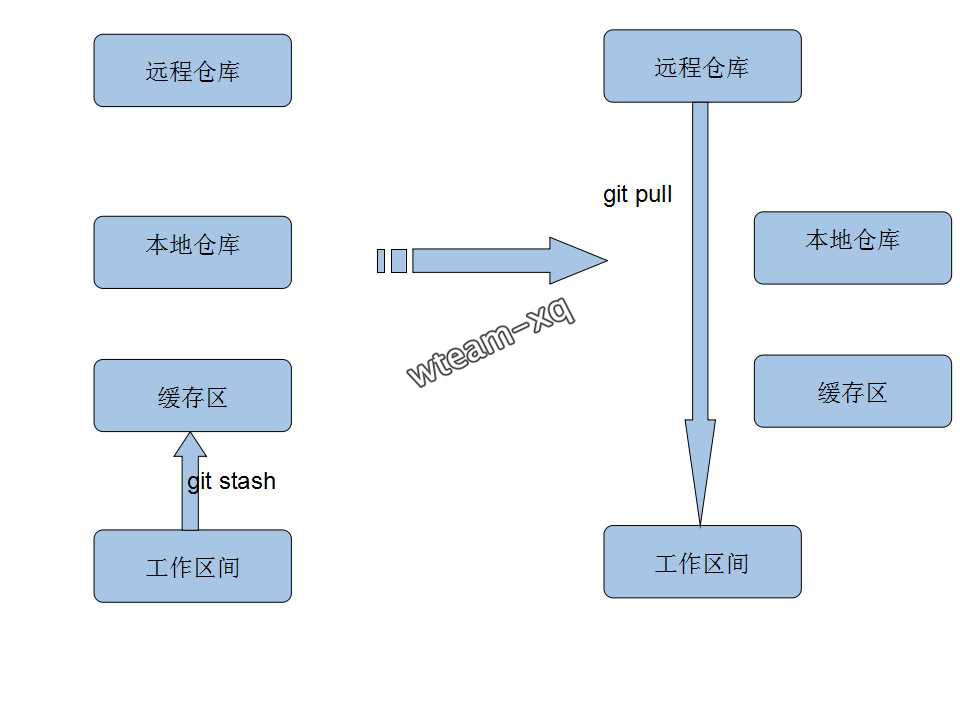 远程仓库
本地仓库
缓存区
git stash
工作区间
wteam-xq
远程仓库
git pull
本地仓库
缓存区
工作区间